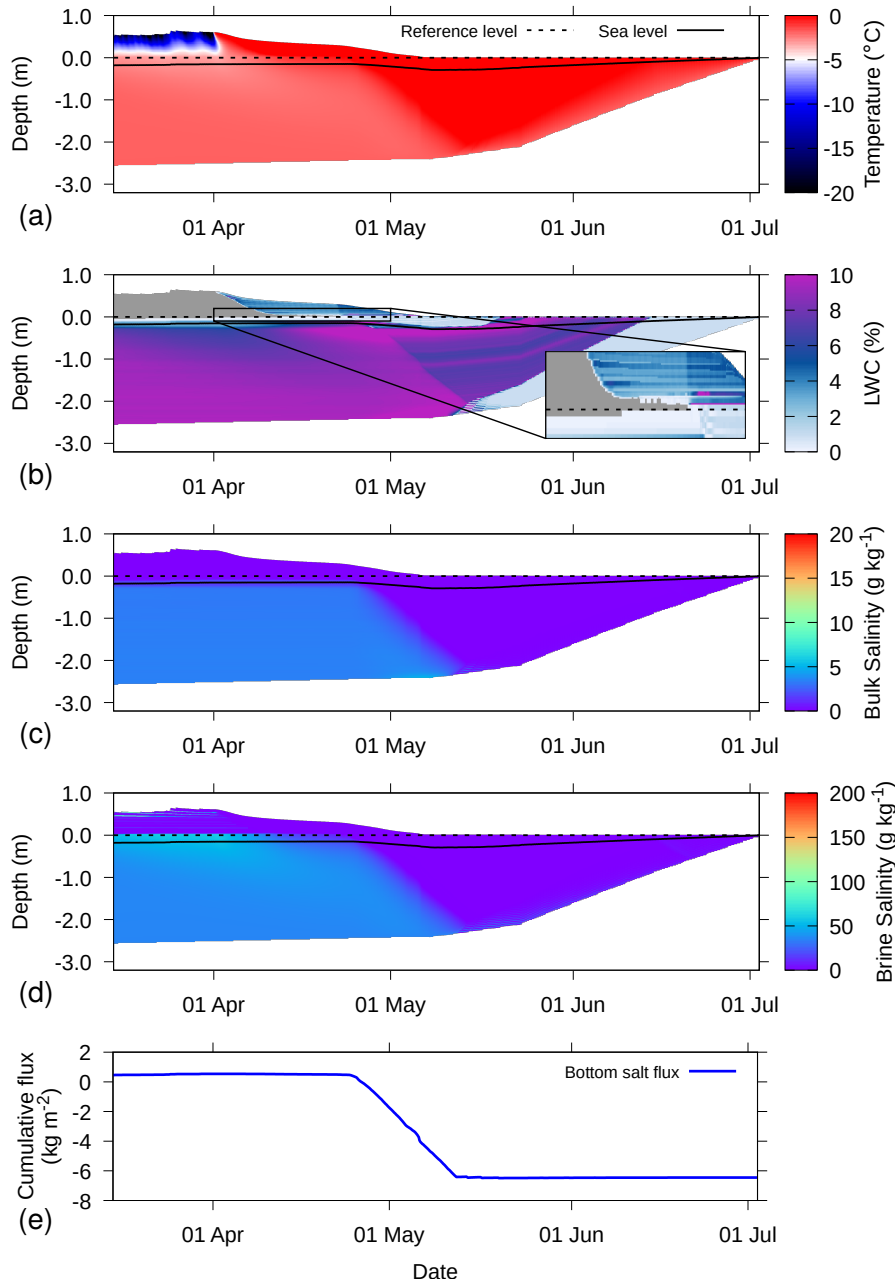 1.0
0.0
-1.0
-2.0
-3.0
Depth (m)
Reference level
Sea level
0
-5
-10
-15
-20
Temperature (°C)
(a)
01 Apr
01 May
01 Jun
01 Jul
1.0
0.0
-1.0
-2.0
-3.0
Depth (m)
10
8
6
4
2
0
LWC (%)
(b)
01 Apr
01 May
01 Jun
01 Jul
1.0
0.0
-1.0
-2.0
-3.0
Depth (m)
20
15
10
5
0
Bulk Salinity (g kg⁻¹)
(c)
01 Apr
01 May
01 Jun
01 Jul
1.0
0.0
-1.0
-2.0
-3.0
Depth (m)
200
150
100
50
0
Brine Salinity (g kg⁻¹)
(d)
01 Apr
01 May
01 Jun
01 Jul
2
0
-2
-4
-6
-8
Cumulative flux
(kg m⁻²)
Bottom salt flux
(e)
01 Apr
01 May
01 Jun
01 Jul
Date